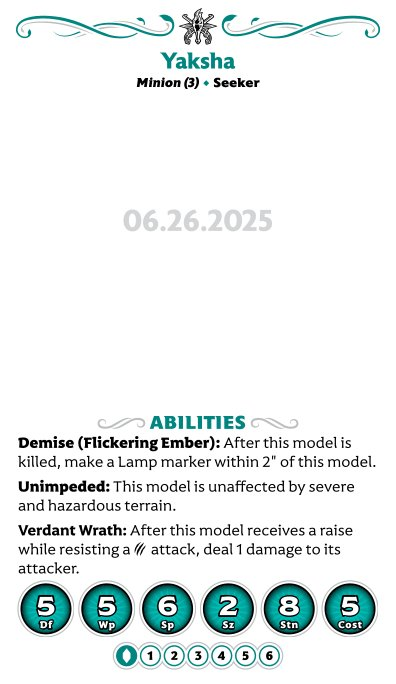 Yaksha
Minion (3) ⬥ Seeker
06.26.2025
ABILITIES
Demise (Flickering Ember): After this model is
killed, make a Lamp marker within 2" of this model.
Unimpeded: This model is unaffected by severe
and hazardous terrain.
Verdant Wrath: After this model receives a raise
while resisting a attack, deal 1 damage to its
attacker.
5 5 6 2 8 5
Df Wp Sp Sz Stn Cost
1 2 3 4 5 6